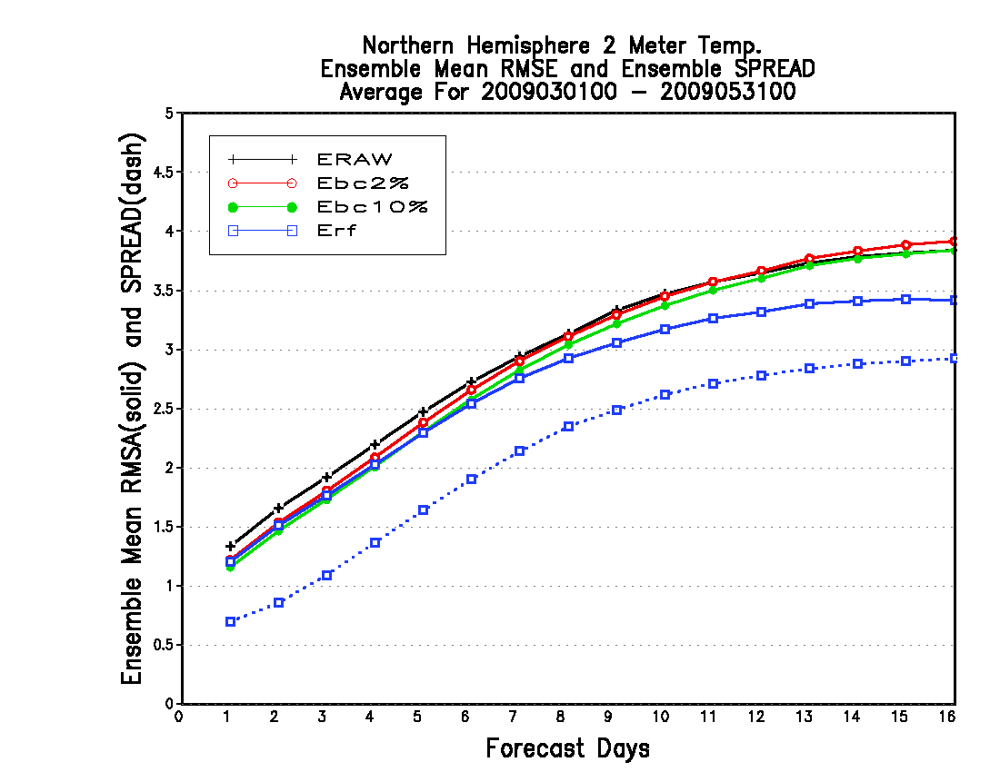 Northern Hemisphere 2 Meter Temp.
Ensemble Mean RMSE and Ensemble SPREAD
Average For 2009030100 – 2009053100
Ensemble Mean RMSA(solid) and SPREAD(dash)
5
4.5
4
3.5
3
2.5
2
1.5
1
0.5
0
ERAW
Ebc2%
Ebc10%
Erf
0 1 2 3 4 5 6 7 8 9 10 11 12 13 14 15 16
Forecast Days